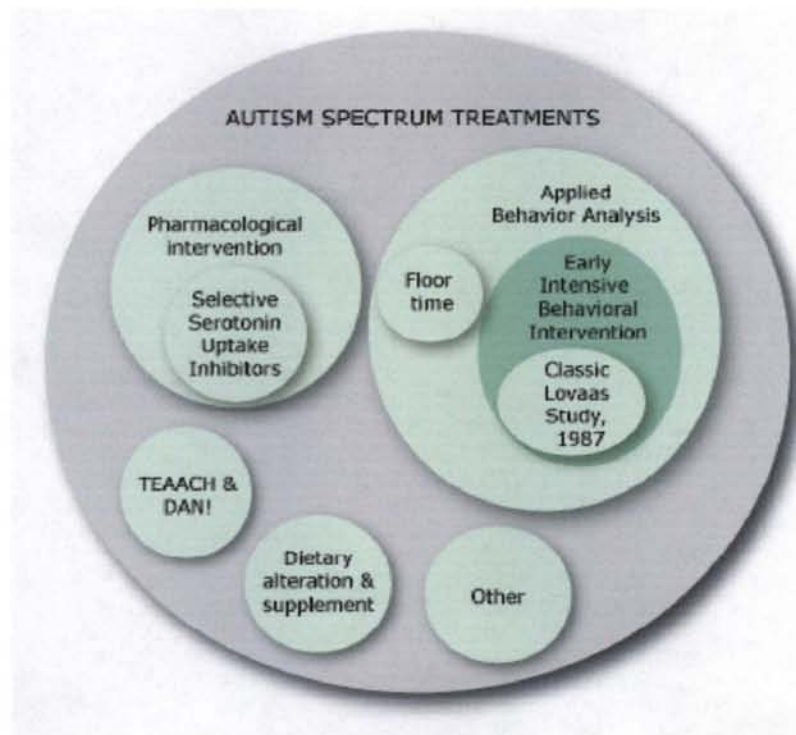 AUTISM SPECTRUM TREATMENTS
Pharmacological
intervention
Selective
Serotonin
Uptake
Inhibitors
Applied
Behavior Analysis
Floor
time
Early
Intensive
Behavioral
Intervention
Classic
Lovaas
Study,
1987
TEAACH &
DAN!
Dietary
alteration &
supplement
Other